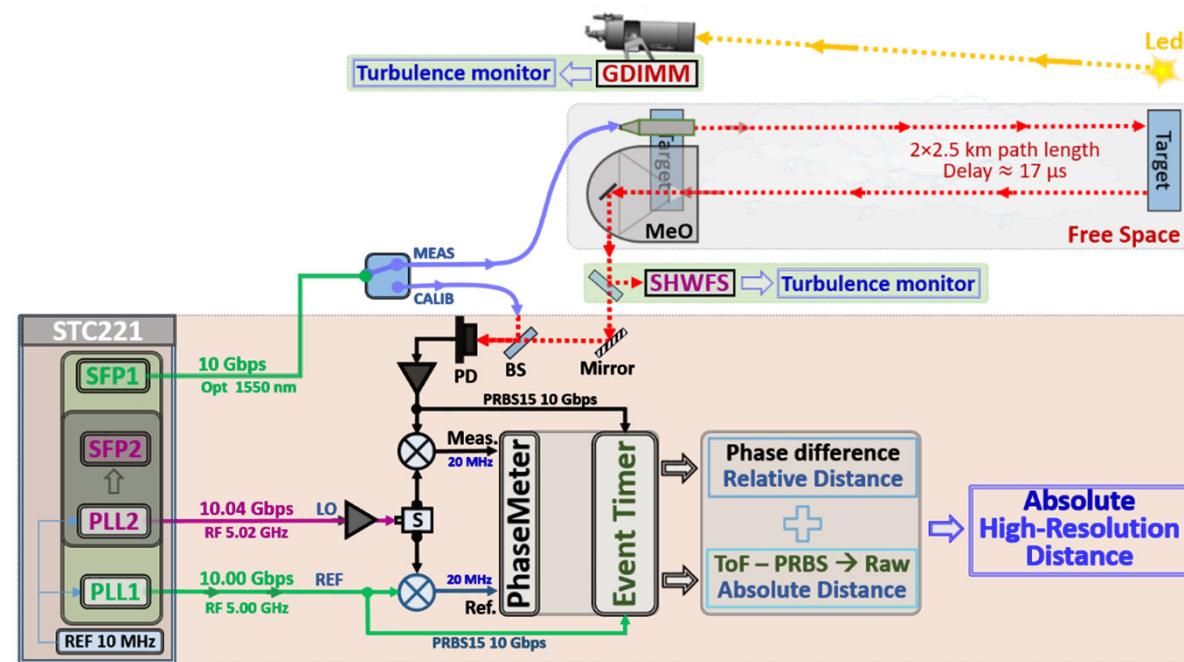 Led
Turbulence monitor
GDIMM
Target
Target
2×2.5 km path length
Delay ≈ 17 µs
MeO
Free Space
MEAS
CALIB
SHWFS
Turbulence monitor
STC221
SFP1
10 Gbps
Opt 1550 nm
PD
BS
Mirror
PRBS15 10 Gbps
SFP2
Meas.
20 MHz
PhaseMeter
Event Timer
Phase difference
Relative Distance
PLL2
10.04 Gbps
LO
RF 5.02 GHz
S
Absolute
High-Resolution
Distance
PLL1
10.00 Gbps
REF
RF 5.00 GHz
20 MHz
Ref.
ToF – PRBS → Raw
Absolute Distance
REF 10 MHz
PRBS15 10 Gbps